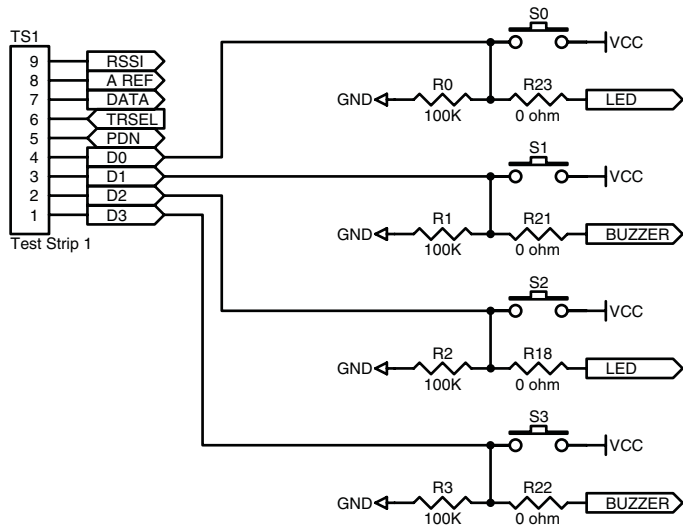 TS1
9 RSSI
8 A REF
7 DATA
6 TRSEL
5 PDN
4 D0
3 D1
2 D2
1 D3
Test Strip 1
S0
VCC
R0 R23
GND LED
100K 0 ohm
S1
VCC
R1 R21
GND BUZZER
100K 0 ohm
S2
VCC
R2 R18
GND LED
100K 0 ohm
S3
VCC
R3 R22
GND BUZZER
100K 0 ohm